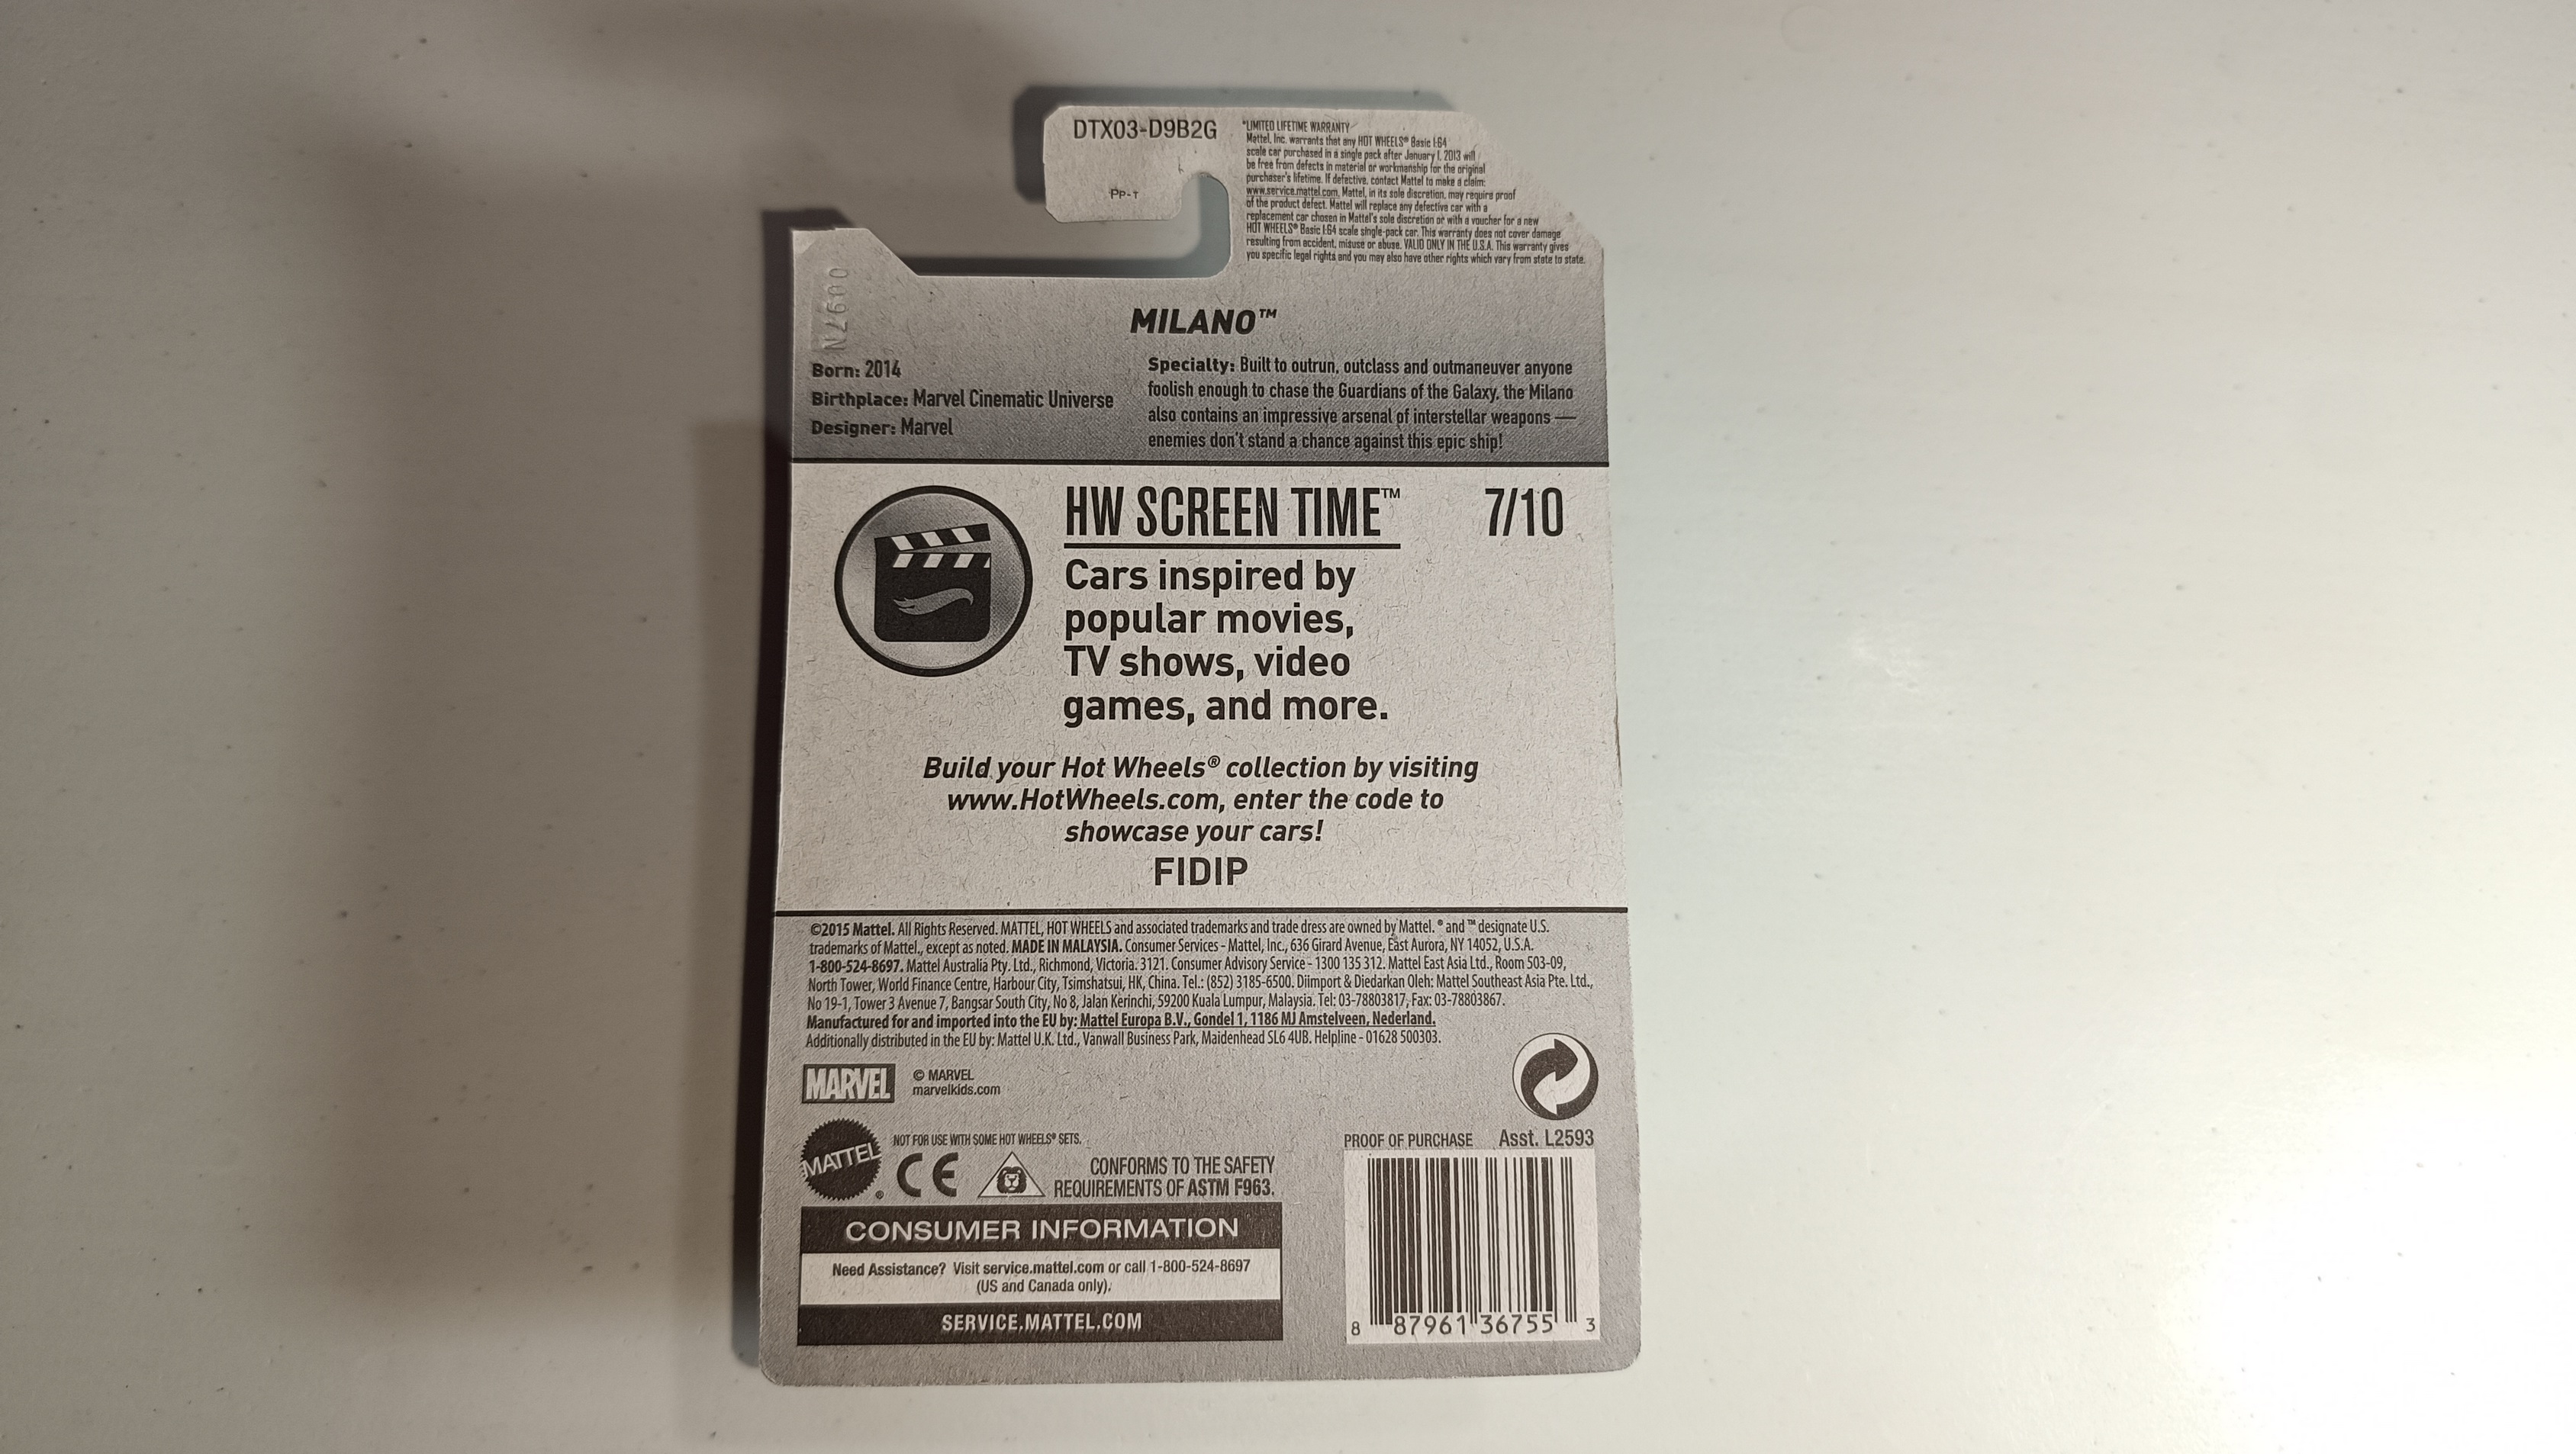 DTX03-D9B2G
PP-T
*LIMITED LIFETIME WARRANTY
Mattel, Inc. warrants that any HOT WHEELS® Basic 1:64
scale car purchased in a single pack after January 1, 2013 will
be free from defects in material or workmanship for the original
purchaser's lifetime. If defective, contact Mattel to make a claim:
www.service.mattel.com. Mattel, in its sole discretion, may require proof
of the product defect. Mattel will replace any defective car with a
replacement car chosen in Mattel's sole discretion or with a voucher for a new
HOT WHEELS® Basic 1:64 scale single-pack car. This warranty does not cover damage
resulting from accident, misuse or abuse. VALID ONLY IN THE U.S.A. This warranty gives
you specific legal rights and you may also have other rights which vary from state to state.
MILANO™
Born: 2014
Birthplace: Marvel Cinematic Universe
Designer: Marvel
Specialty: Built to outrun, outclass and outmaneuver anyone
foolish enough to chase the Guardians of the Galaxy, the Milano
also contains an impressive arsenal of interstellar weapons —
enemies don't stand a chance against this epic ship!
HW SCREEN TIME™ 7/10
Cars inspired by
popular movies,
TV shows, video
games, and more.
Build your Hot Wheels® collection by visiting
www.HotWheels.com, enter the code to
showcase your cars!
FIDIP
©2015 Mattel. All Rights Reserved. MATTEL, HOT WHEELS and associated trademarks and trade dress are owned by Mattel. ® and ™ designate U.S.
trademarks of Mattel., except as noted. MADE IN MALAYSIA. Consumer Services - Mattel, Inc., 636 Girard Avenue, East Aurora, NY 14052, U.S.A.
1-800-524-8697. Mattel Australia Pty. Ltd., Richmond, Victoria. 3121. Consumer Advisory Service - 1300 135 312. Mattel East Asia Ltd., Room 503-09,
North Tower, World Finance Centre, Harbour City, Tsimshatsui, HK, China. Tel.: (852) 3185-6500. Diimport & Diedarkan Oleh: Mattel Southeast Asia Pte. Ltd.,
No 19-1, Tower 3 Avenue 7, Bangsar South City, No 8, Jalan Kerinchi, 59200 Kuala Lumpur, Malaysia. Tel: 03-78803817, Fax: 03-78803867.
Manufactured for and imported into the EU by: Mattel Europa B.V., Gondel 1, 1186 MJ Amstelveen, Nederland.
Additionally distributed in the EU by: Mattel U.K. Ltd., Vanwall Business Park, Maidenhead SL6 4UB. Helpline - 01628 500303.
MARVEL
© MARVEL
marvelkids.com
MATTEL®
NOT FOR USE WITH SOME HOT WHEELS® SETS.
CE
CONFORMS TO THE SAFETY
REQUIREMENTS OF ASTM F963.
PROOF OF PURCHASE Asst. L2593
CONSUMER INFORMATION
Need Assistance? Visit service.mattel.com or call 1-800-524-8697
(US and Canada only).
SERVICE.MATTEL.COM
8 87961 36755 3